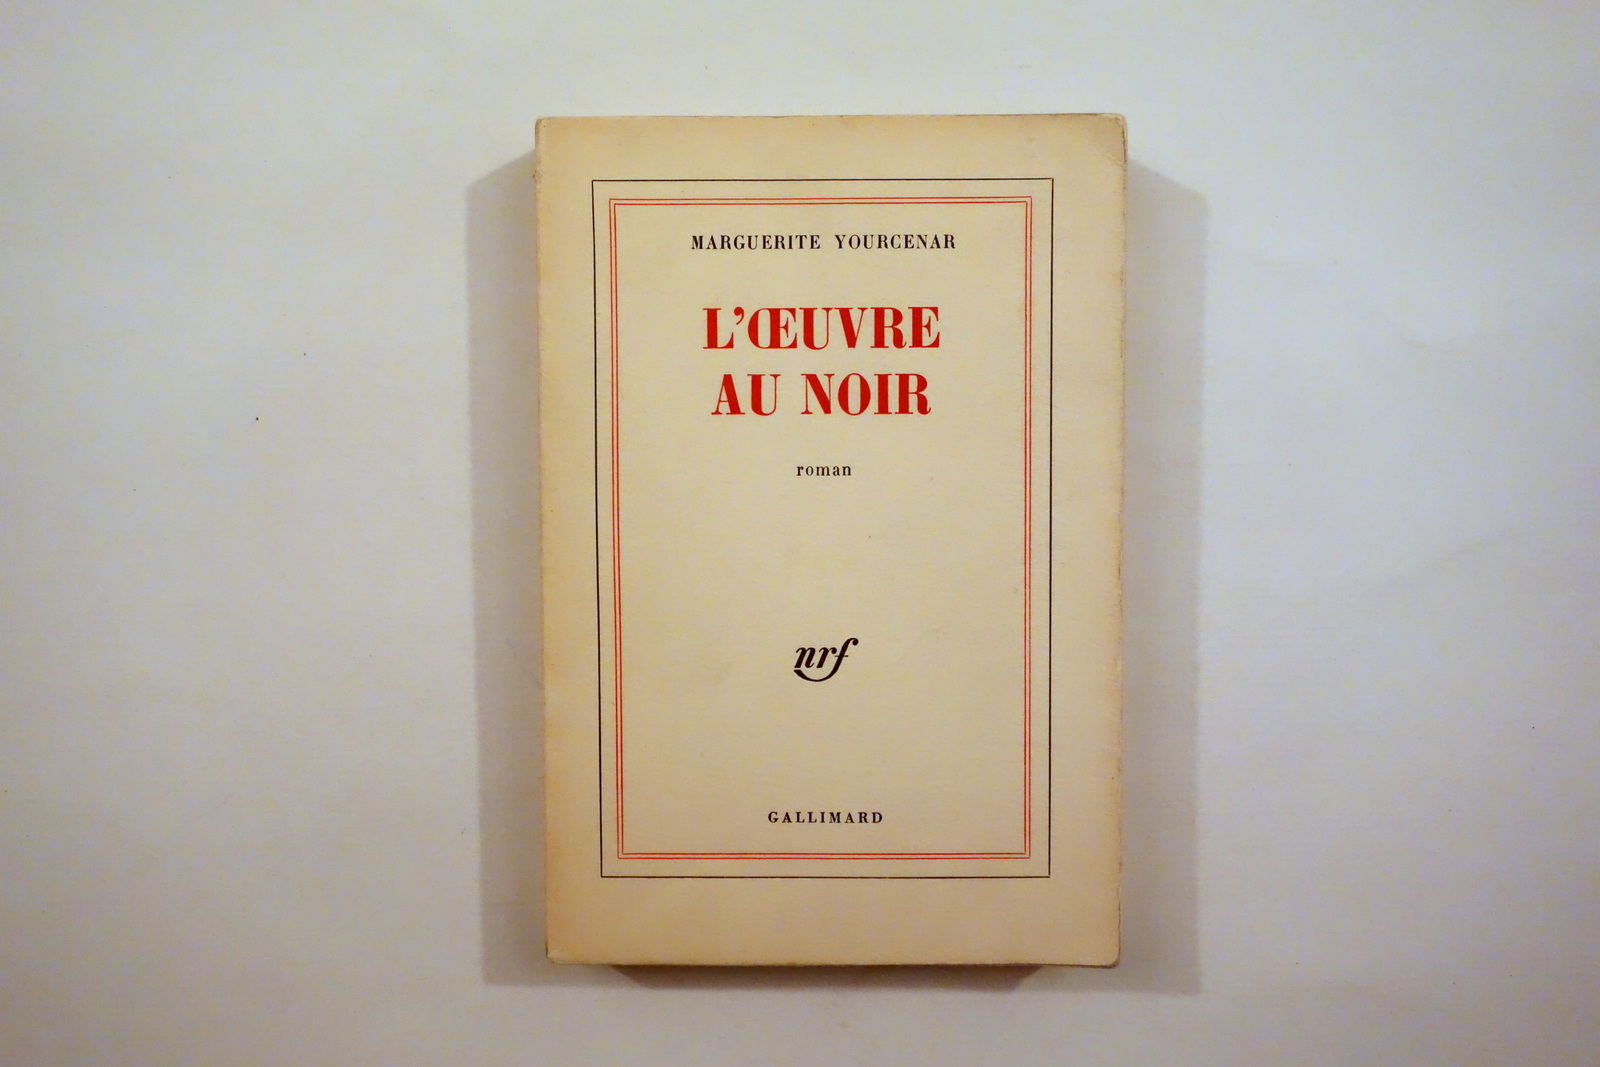 MARGUERITE YOURCENAR
L'ŒUVRE
AU NOIR
roman
nrf
GALLIMARD